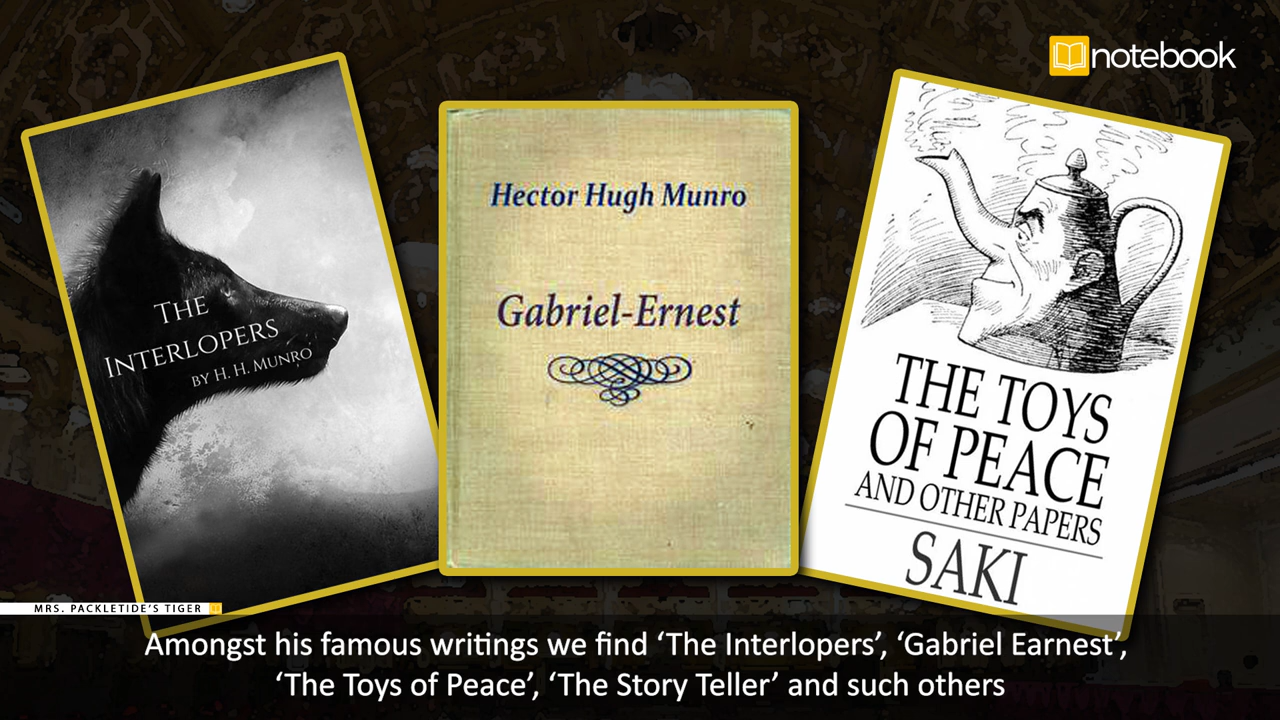 notebook
THE
INTERLOPERS
BY H. H. MUNRO
Hector Hugh Munro
Gabriel-Ernest
THE TOYS
OF PEACE
AND OTHER PAPERS
SAKI
MRS. PACKLETIDE'S TIGER
Amongst his famous writings we find ‘The Interlopers’, ‘Gabriel Earnest’,
‘The Toys of Peace’, ‘The Story Teller’ and such others